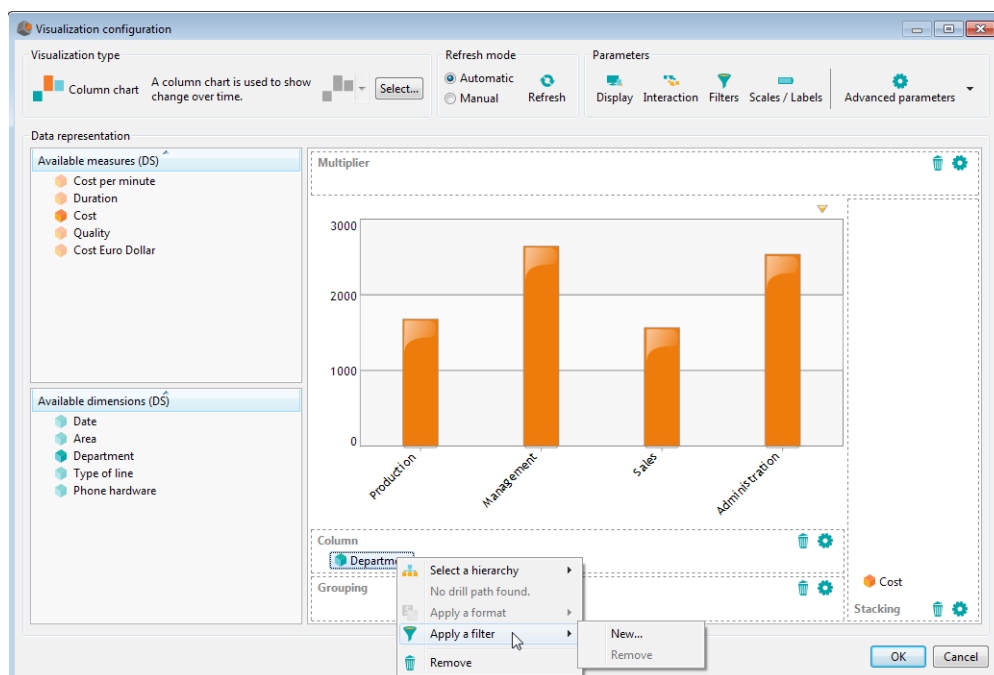 Visualization configuration
Visualization type
Column chart
A column chart is used to show
change over time.
Select...
Refresh mode
Automatic
Manual
Refresh
Parameters
Display
Interaction
Filters
Scales / Labels
Advanced parameters
Data representation
Available measures (DS)
Cost per minute
Duration
Cost
Quality
Cost Euro Dollar
Available dimensions (DS)
Date
Area
Department
Type of line
Phone hardware
Multiplier
3000
2000
1000
0
Production
Management
Sales
Administration
Column
Departme
Grouping
Select a hierarchy
No drill path found.
Apply a format
Apply a filter
Remove
New...
Remove
Cost
Stacking
OK
Cancel